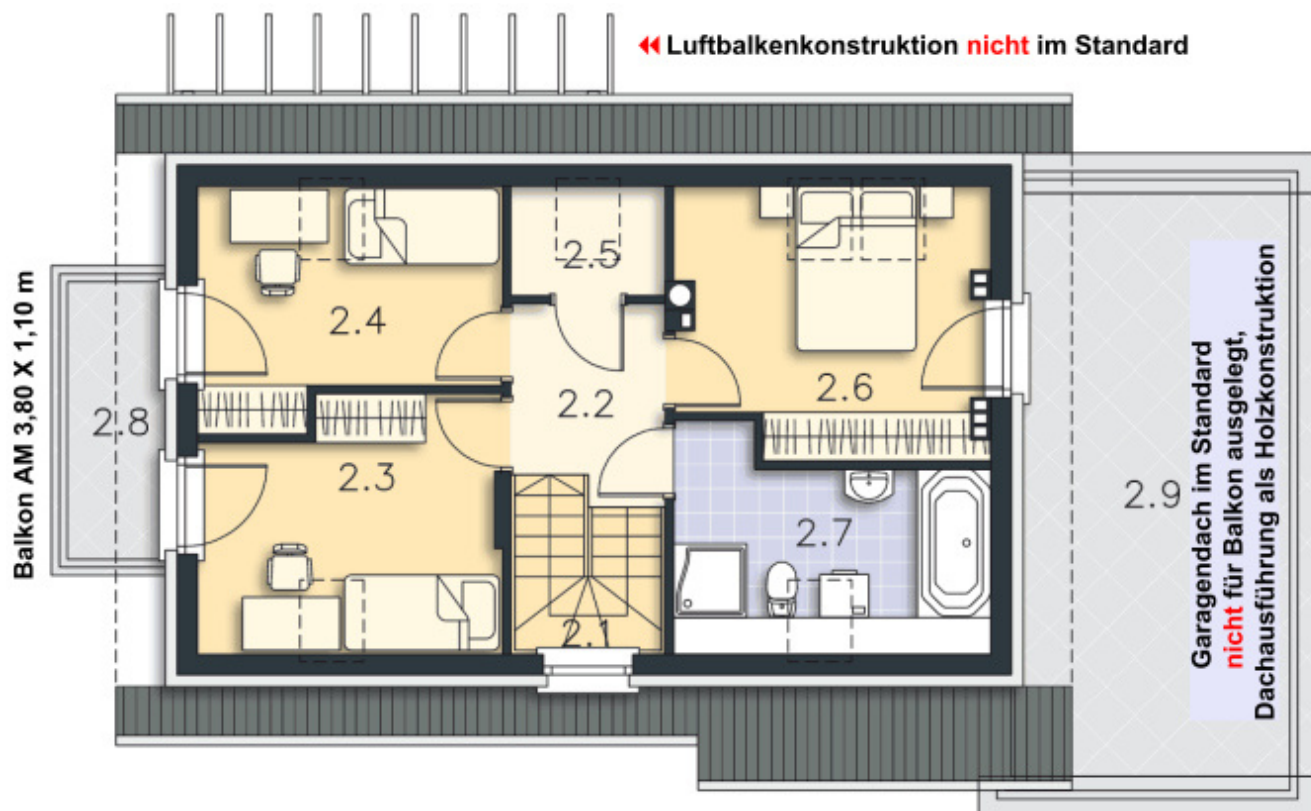 ◀◀ Luftbalkenkonstruktion nicht im Standard
Balkon AM 3,80 X 1,10 m
2.4
2.5
2.6
2.2
2.8
2.3
2.7
2.1
2.9
Garagendach im Standard
nicht für Balkon ausgelegt,
Dachausführung als Holzkonstruktion